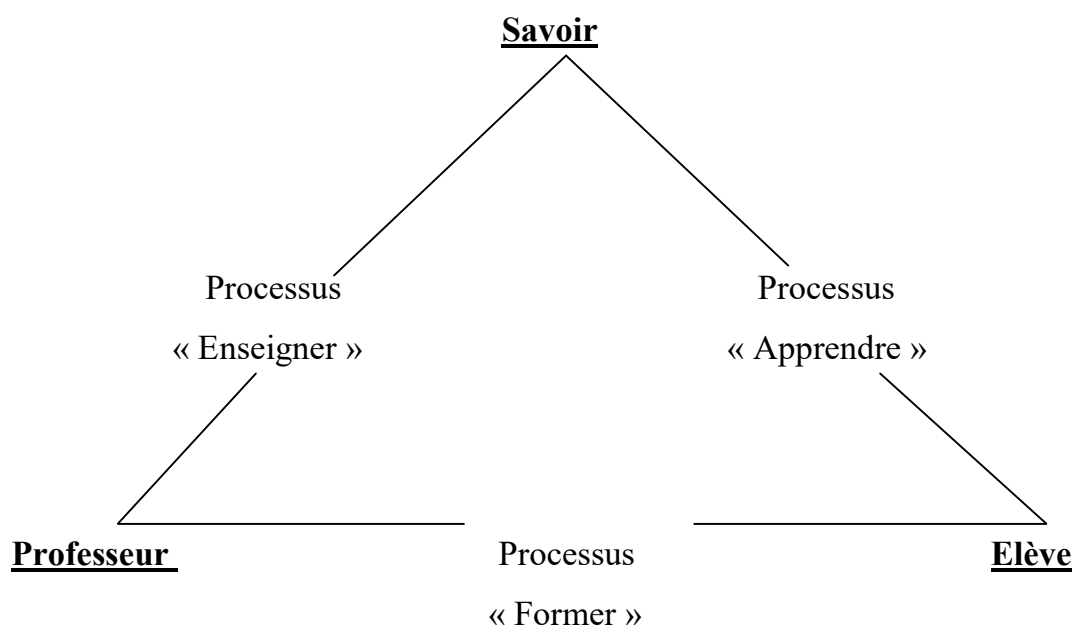 Savoir
Processus
« Enseigner »
Processus
« Apprendre »
Professeur
Processus
« Former »
Elève